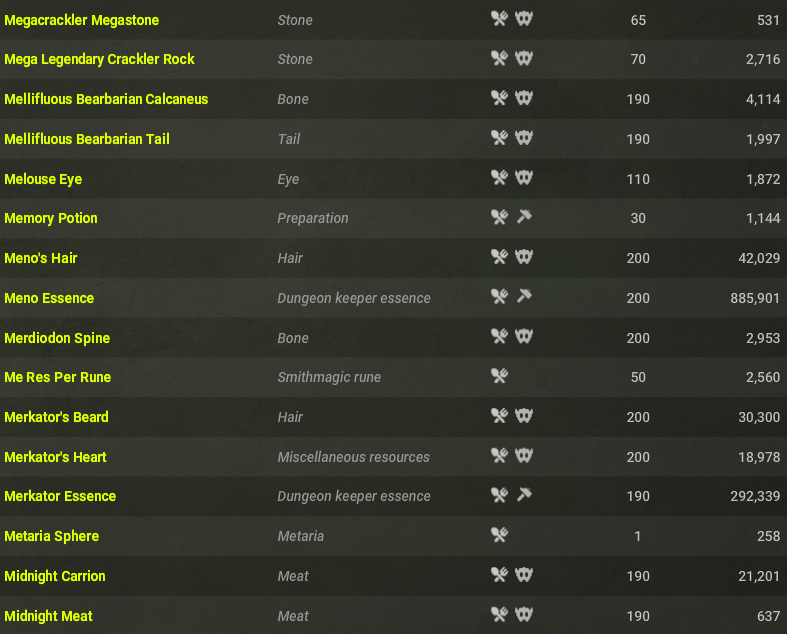 Megacrackler Megastone Stone 65 531
Mega Legendary Crackler Rock Stone 70 2,716
Mellifluous Bearbarian Calcaneus Bone 190 4,114
Mellifluous Bearbarian Tail Tail 190 1,997
Melouse Eye Eye 110 1,872
Memory Potion Preparation 30 1,144
Meno's Hair Hair 200 42,029
Meno Essence Dungeon keeper essence 200 885,901
Merdiodon Spine Bone 200 2,953
Me Res Per Rune Smithmagic rune 50 2,560
Merkator's Beard Hair 200 30,300
Merkator's Heart Miscellaneous resources 200 18,978
Merkator Essence Dungeon keeper essence 190 292,339
Metaria Sphere Metaria 1 258
Midnight Carrion Meat 190 21,201
Midnight Meat Meat 190 637